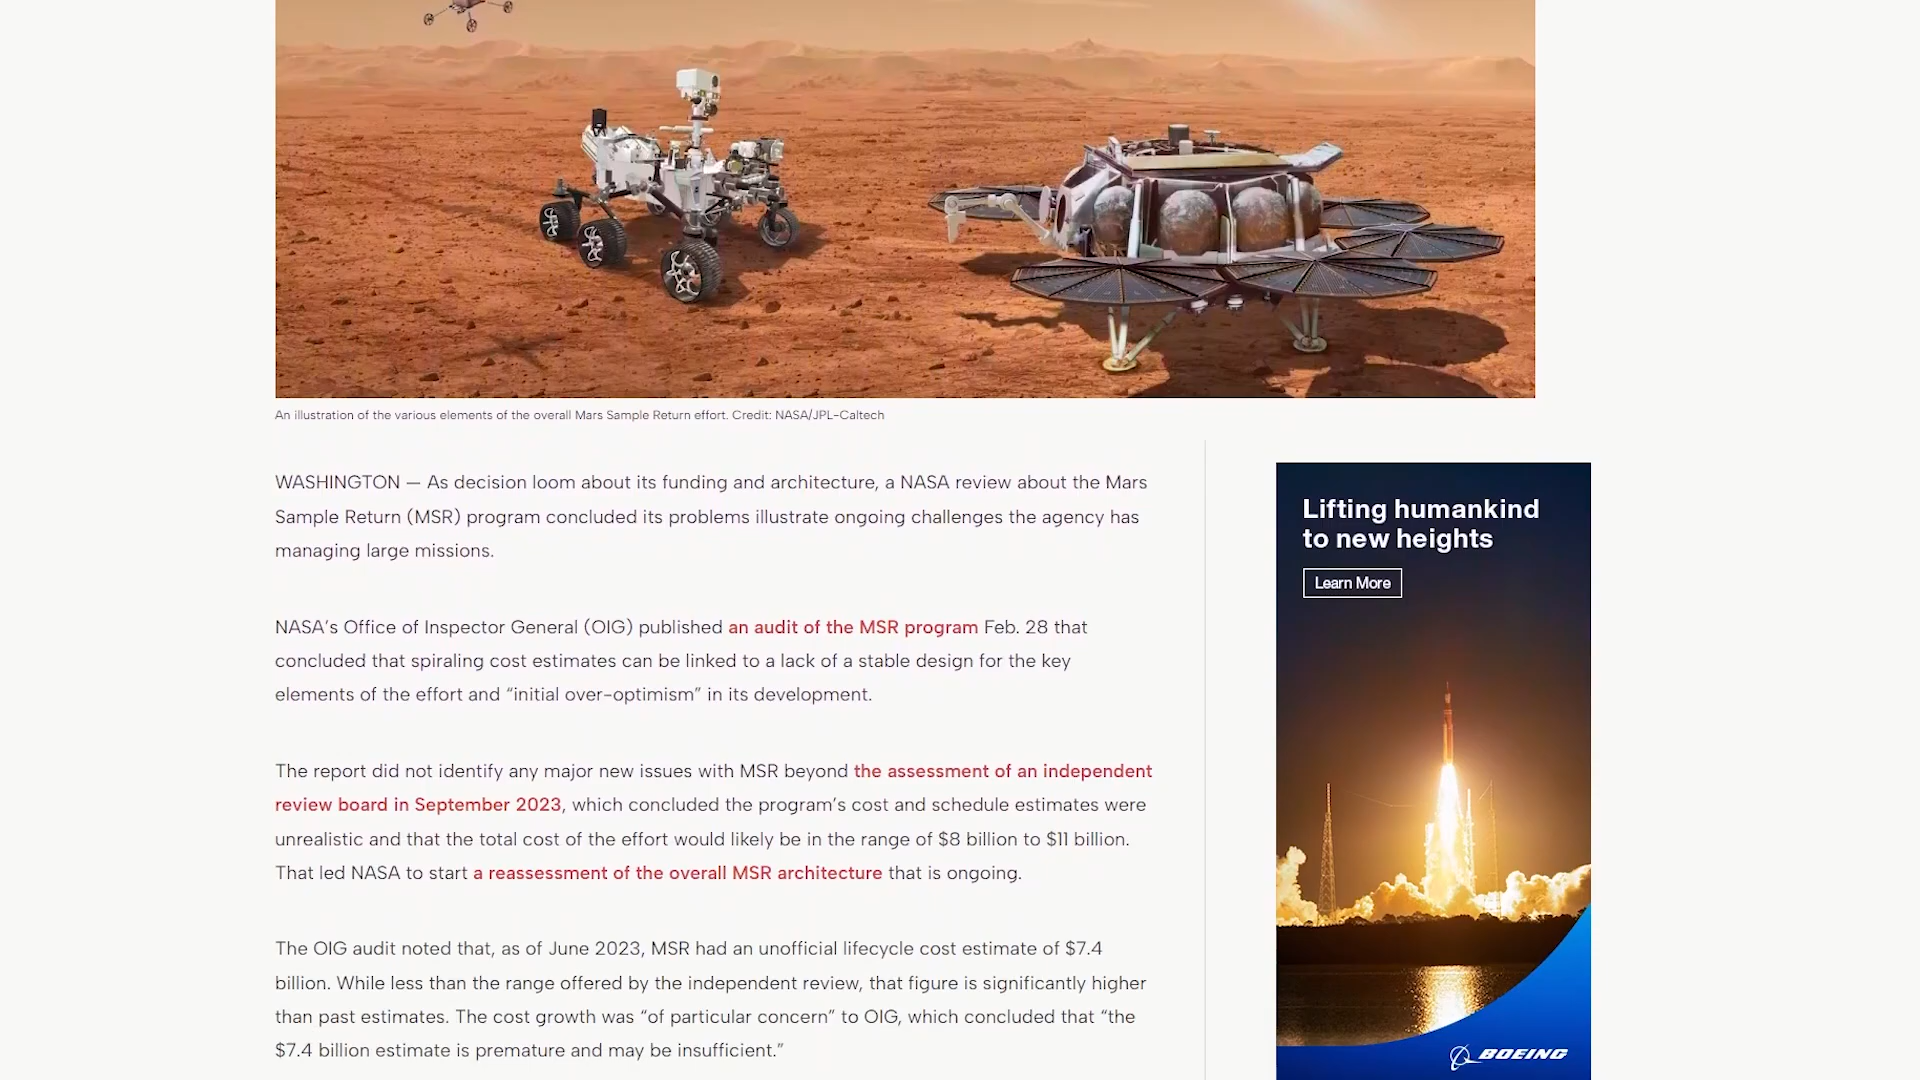 An illustration of the various elements of the overall Mars Sample Return effort. Credit: NASA/JPL-Caltech
WASHINGTON — As decision loom about its funding and architecture, a NASA review about the Mars
Sample Return (MSR) program concluded its problems illustrate ongoing challenges the agency has
managing large missions.
NASA’s Office of Inspector General (OIG) published an audit of the MSR program Feb. 28 that
concluded that spiraling cost estimates can be linked to a lack of a stable design for the key
elements of the effort and “initial over-optimism” in its development.
The report did not identify any major new issues with MSR beyond the assessment of an independent
review board in September 2023, which concluded the program’s cost and schedule estimates were
unrealistic and that the total cost of the effort would likely be in the range of $8 billion to $11 billion.
That led NASA to start a reassessment of the overall MSR architecture that is ongoing.
The OIG audit noted that, as of June 2023, MSR had an unofficial lifecycle cost estimate of $7.4
billion. While less than the range offered by the independent review, that figure is significantly higher
than past estimates. The cost growth was “of particular concern” to OIG, which concluded that “the
$7.4 billion estimate is premature and may be insufficient.”
Lifting humankind
to new heights
Learn More
BOEING